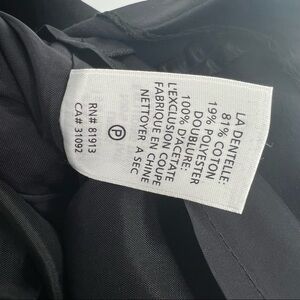 LA DENTELLE:
81% COTON
19% POLYESTER
DOUBLURE:
100% D'ACETATE
L'EXCLUSION COUPE
FABRIQUE EN CHINE
NETTOYER A SEC
P
RN# 81913
CA# 31092